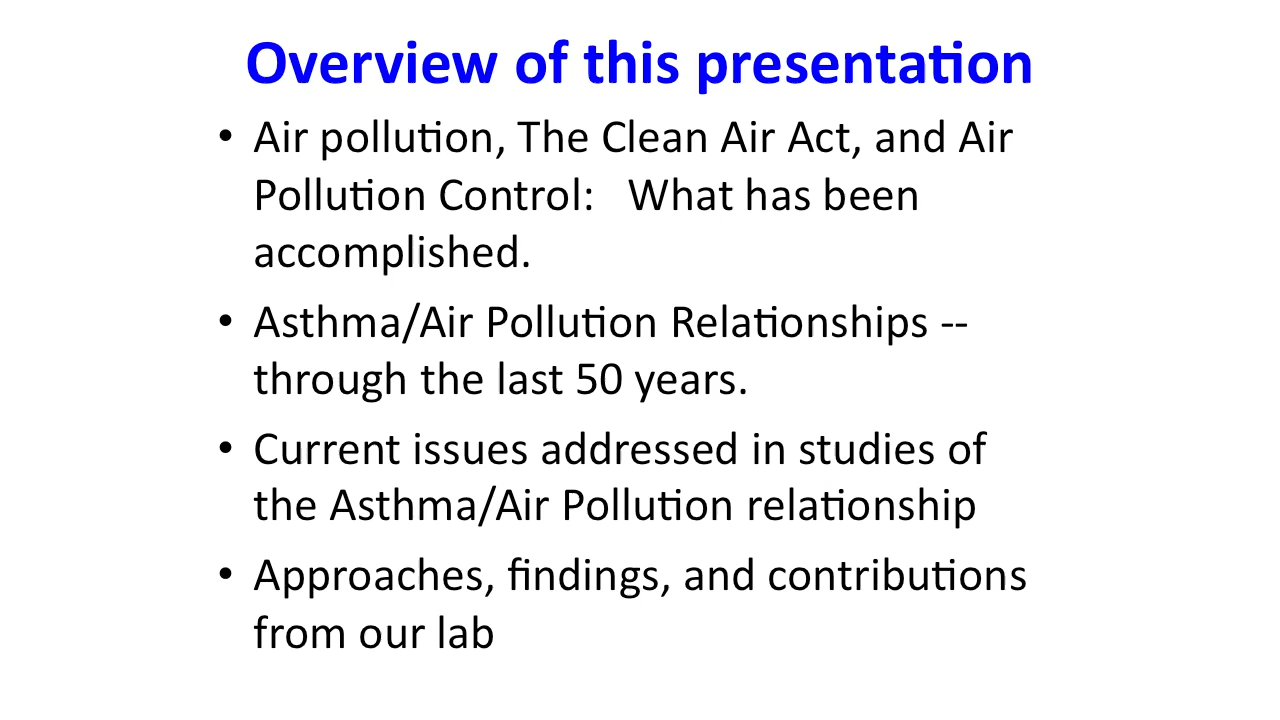 Overview of this presentation
• Air pollution, The Clean Air Act, and Air
Pollution Control:   What has been
accomplished.
• Asthma/Air Pollution Relationships --
through the last 50 years.
• Current issues addressed in studies of
the Asthma/Air Pollution relationship
• Approaches, findings, and contributions
from our lab